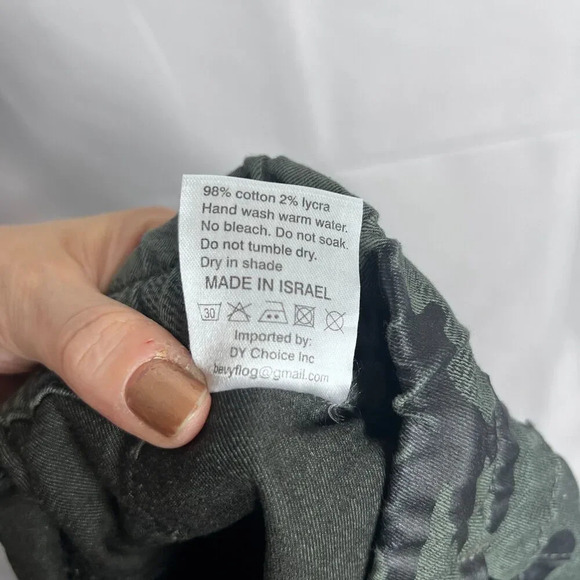 98% cotton 2% lycra
Hand wash warm water.
No bleach. Do not soak.
Do not tumble dry.
Dry in shade
MADE IN ISRAEL
30
Imported by:
DY Choice Inc
bevyflog@gmail.com